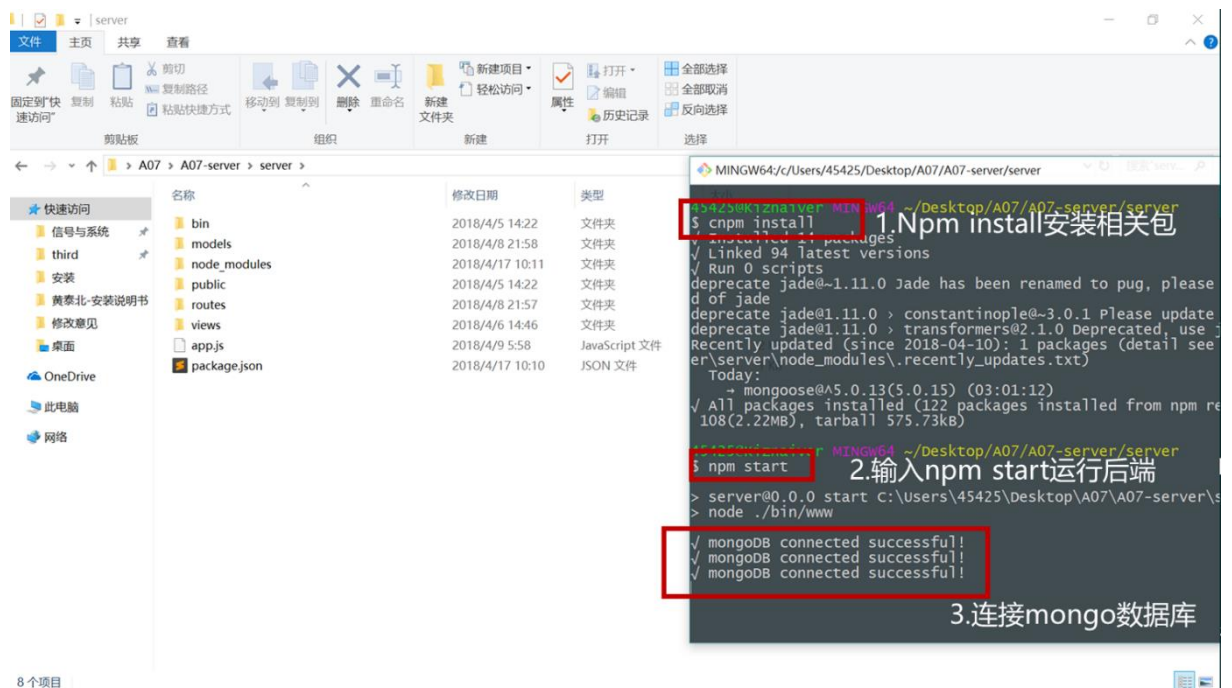 server
文件 主页 共享 查看
固定到"快速访问" 复制 粘贴 剪切 复制路径 粘贴快捷方式
移动到 复制到 删除 重命名
新建文件夹 新建项目 轻松访问
属性 打开 编辑 历史记录
全部选择 全部取消 反向选择
剪贴板 组织 新建 打开 选择
A07 > A07-server > server >
快速访问
信号与系统
third
安装
黄泰北-安装说明书
修改意见
桌面
OneDrive
此电脑
网络
名称 修改日期 类型
bin 2018/4/5 14:22 文件夹
models 2018/4/8 21:58 文件夹
node_modules 2018/4/17 10:11 文件夹
public 2018/4/5 14:22 文件夹
routes 2018/4/8 21:57 文件夹
views 2018/4/6 14:46 文件夹
app.js 2018/4/9 5:58 JavaScript 文件
package.json 2018/4/17 10:10 JSON 文件
MINGW64:/c/Users/45425/Desktop/A07/A07-server/server
45425@Kiznaiver MINGW64 ~/Desktop/A07/A07-server/server
$ cnpm install
1.Npm install安装相关包
√ Installed 14 packages
√ Linked 94 latest versions
√ Run 0 scripts
deprecate jade@~1.11.0 Jade has been renamed to pug, please
d of jade
deprecate jade@1.11.0 › constantinople@~3.0.1 Please update
deprecate jade@1.11.0 › transformers@2.1.0 Deprecated, use
Recently updated (since 2018-04-10): 1 packages (detail see
er\server\node_modules\.recently_updates.txt)
Today:
→ mongoose@^5.0.13(5.0.15) (03:01:12)
√ All packages installed (122 packages installed from npm re
108(2.22MB), tarball 575.73kB)
45425@Kiznaiver MINGW64 ~/Desktop/A07/A07-server/server
$ npm start
2.输入npm start运行后端
> server@0.0.0 start C:\Users\45425\Desktop\A07\A07-server\s
> node ./bin/www
√ mongoDB connected successful!
√ mongoDB connected successful!
√ mongoDB connected successful!
3.连接mongo数据库
8 个项目